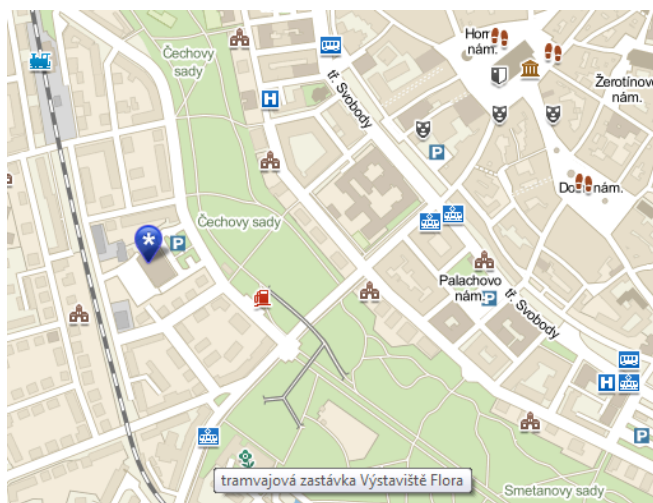 Horní
nám.
Čechovy
sady
Žerotínovo
nám.
tř. Svobody
H
P
nám.
P
Čechovy sady
*
Palachovo
nám.
P
tř. Svobody
H
P
tramvajová zastávka Výstaviště Flora
Smetanovy sady